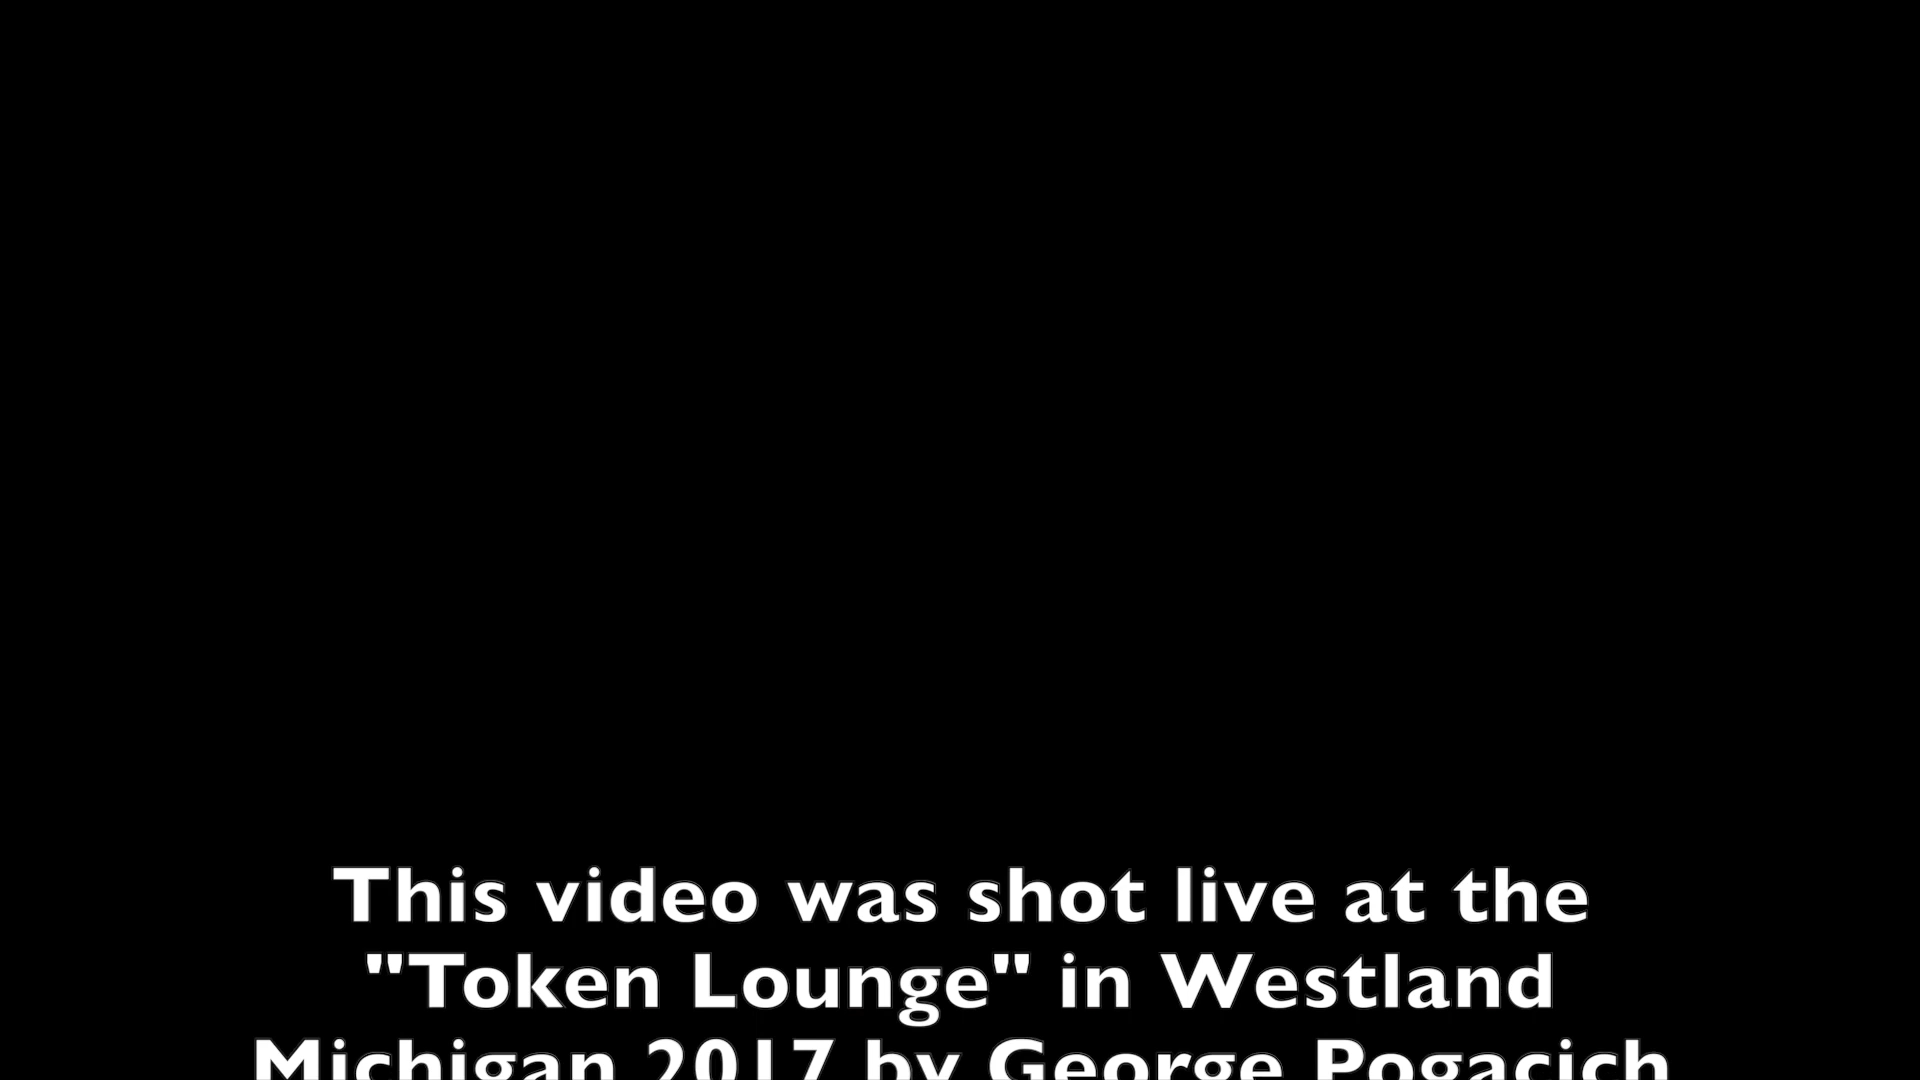 This video was shot live at the
"Token Lounge" in Westland
Michigan 2017 by George Pogacich